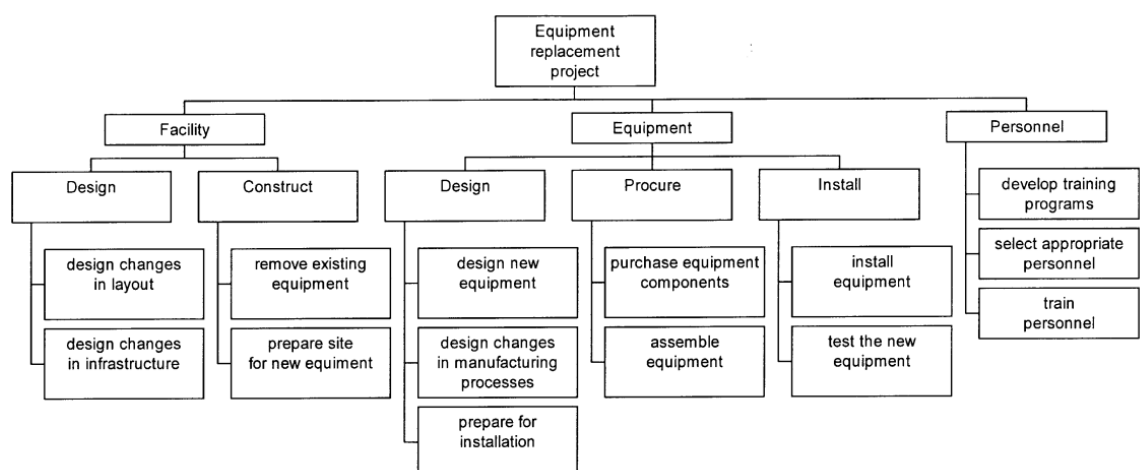 Equipment
replacement
project
Facility
Equipment
Personnel
Design
Construct
Design
Procure
Install
design changes
in layout
design changes
in infrastructure
remove existing
equipment
prepare site
for new equiment
design new
equipment
design changes
in manufacturing
processes
prepare for
installation
purchase equipment
components
assemble
equipment
install
equipment
test the new
equipment
develop training
programs
select appropriate
personnel
train
personnel